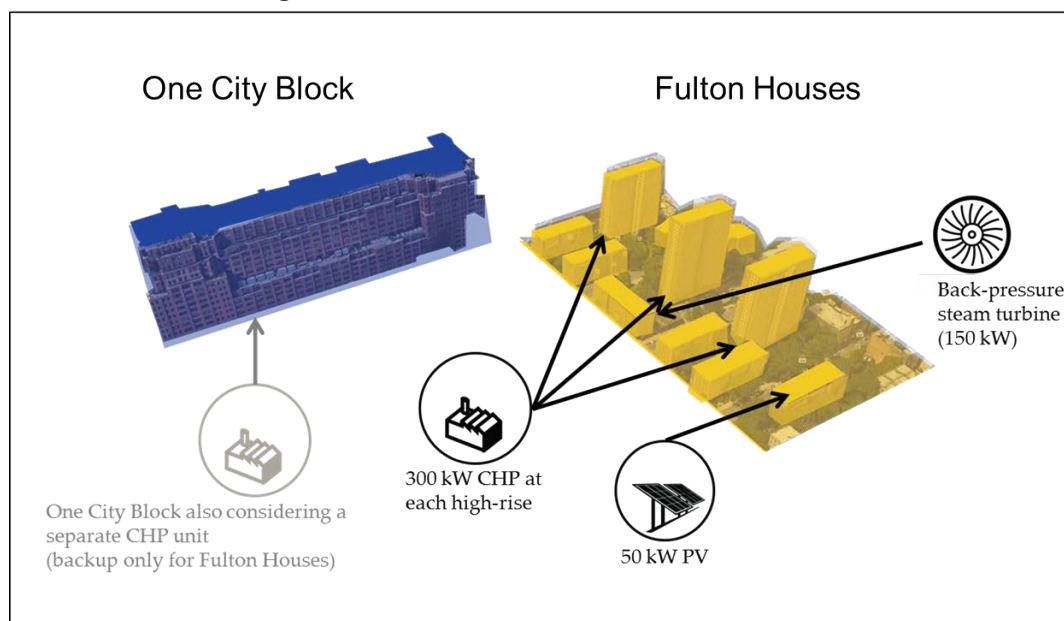 One City Block
Fulton Houses
Back-pressure
steam turbine
(150 kW)
300 kW CHP at
each high-rise
50 kW PV
One City Block also considering a
separate CHP unit
(backup only for Fulton Houses)